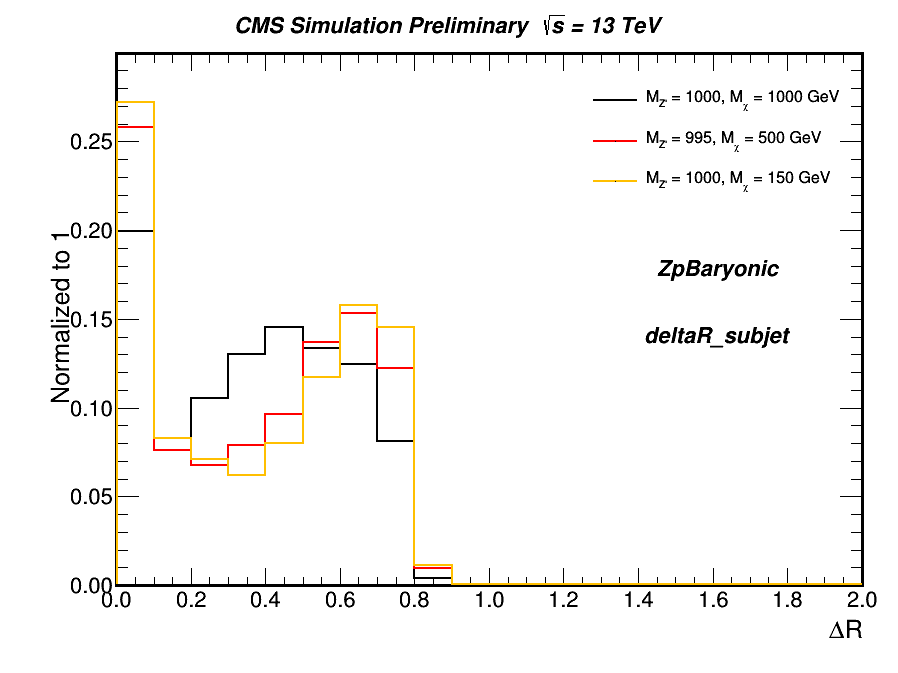 CMS Simulation Preliminary √s = 13 TeV
M_Z' = 1000, M_χ = 1000 GeV
M_Z' = 995, M_χ = 500 GeV
M_Z' = 1000, M_χ = 150 GeV
ZpBaryonic
deltaR_subjet
Normalized to 1
0.25
0.20
0.15
0.10
0.05
0.00
0.0 0.2 0.4 0.6 0.8 1.0 1.2 1.4 1.6 1.8 2.0
ΔR